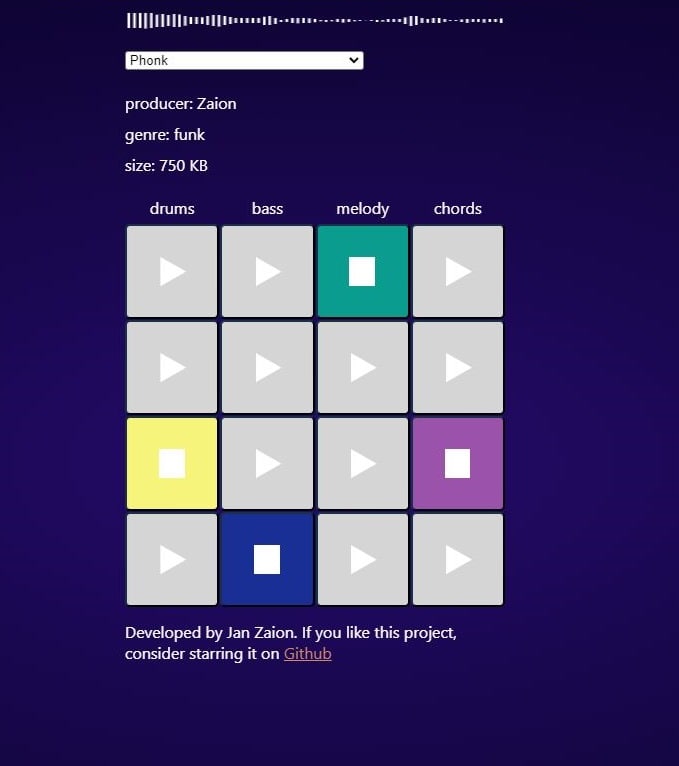 Phonk
producer: Zaion
genre: funk
size: 750 KB
drums bass melody chords
Developed by Jan Zaion. If you like this project,
consider starring it on Github